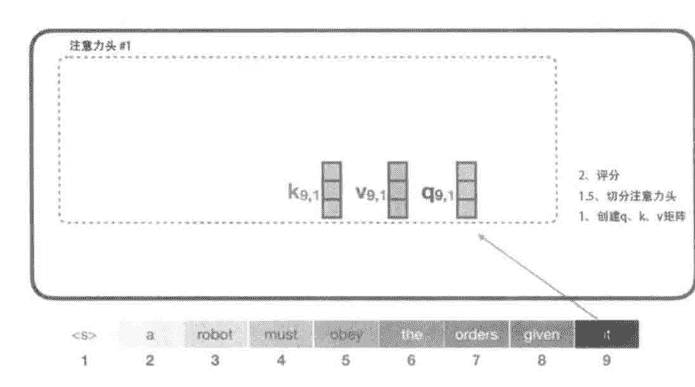 注意力头 #1
k9,1 v9,1 q9,1
2、评分
1.5、切分注意力头
1、创建q、k、v矩阵
<s> a robot must obey the orders given it
1 2 3 4 5 6 7 8 9